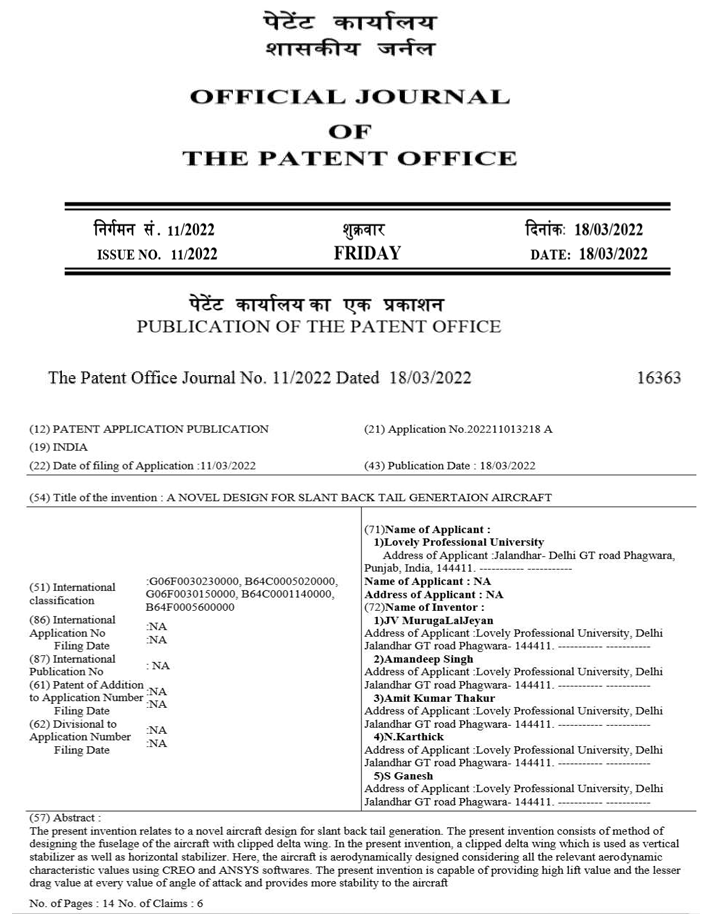 पेटेंट कार्यालय
शासकीय जर्नल
OFFICIAL JOURNAL
OF
THE PATENT OFFICE
निर्गमन सं. 11/2022 शुक्रवार दिनांकः 18/03/2022
ISSUE NO. 11/2022 FRIDAY DATE: 18/03/2022
पेटेंट कार्यालय का एक प्रकाशन
PUBLICATION OF THE PATENT OFFICE
The Patent Office Journal No. 11/2022 Dated 18/03/2022 16363
(12) PATENT APPLICATION PUBLICATION (21) Application No.202211013218 A
(19) INDIA
(22) Date of filing of Application :11/03/2022 (43) Publication Date : 18/03/2022
(54) Title of the invention : A NOVEL DESIGN FOR SLANT BACK TAIL GENERTAION AIRCRAFT
(51) International classification
:G06F0030230000, B64C0005020000,
G06F0030150000, B64C0001140000,
B64F0005600000
(86) International
Application No :NA
Filing Date :NA
(87) International
Publication No : NA
(61) Patent of Addition
to Application Number :NA
Filing Date :NA
(62) Divisional to
Application Number :NA
Filing Date :NA
(71)Name of Applicant :
1)Lovely Professional University
Address of Applicant :Jalandhar- Delhi GT road Phagwara,
Punjab, India, 144411. ----------- -----------
Name of Applicant : NA
Address of Applicant : NA
(72)Name of Inventor :
1)JV MurugaLalJeyan
Address of Applicant :Lovely Professional University, Delhi
Jalandhar GT road Phagwara- 144411. ----------- -----------
2)Amandeep Singh
Address of Applicant :Lovely Professional University, Delhi
Jalandhar GT road Phagwara- 144411. ----------- -----------
3)Amit Kumar Thakur
Address of Applicant :Lovely Professional University, Delhi
Jalandhar GT road Phagwara- 144411. ----------- -----------
4)N.Karthick
Address of Applicant :Lovely Professional University, Delhi
Jalandhar GT road Phagwara- 144411. ----------- -----------
5)S Ganesh
Address of Applicant :Lovely Professional University, Delhi
Jalandhar GT road Phagwara- 144411. ----------- -----------
(57) Abstract :
The present invention relates to a novel aircraft design for slant back tail generation. The present invention consists of method of
designing the fuselage of the aircraft with clipped delta wing. In the present invention, a clipped delta wing which is used as vertical
stabilizer as well as horizontal stabilizer. Here, the aircraft is aerodynamically designed considering all the relevant aerodynamic
characteristic values using CREO and ANSYS softwares. The present invention is capable of providing high lift value and the lesser
drag value at every value of angle of attack and provides more stability to the aircraft
No. of Pages : 14 No. of Claims : 6